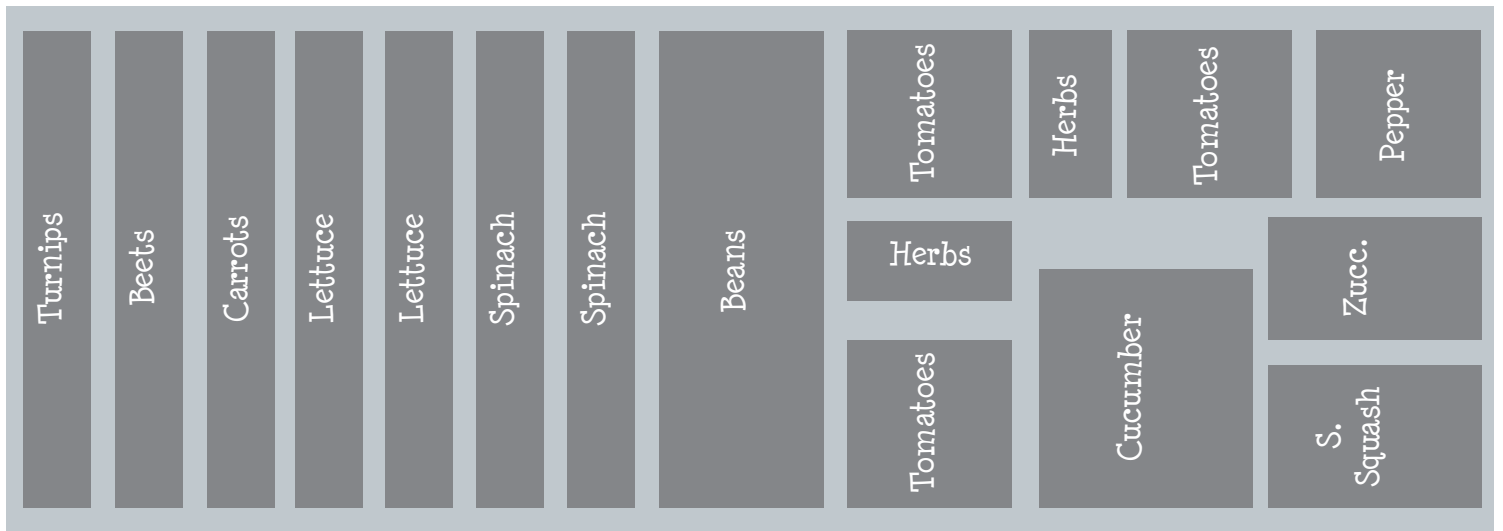 Turnips
Beets
Carrots
Lettuce
Lettuce
Spinach
Spinach
Beans
Tomatoes
Herbs
Tomatoes
Pepper
Herbs
Zucc.
Tomatoes
Cucumber
S.
Squash